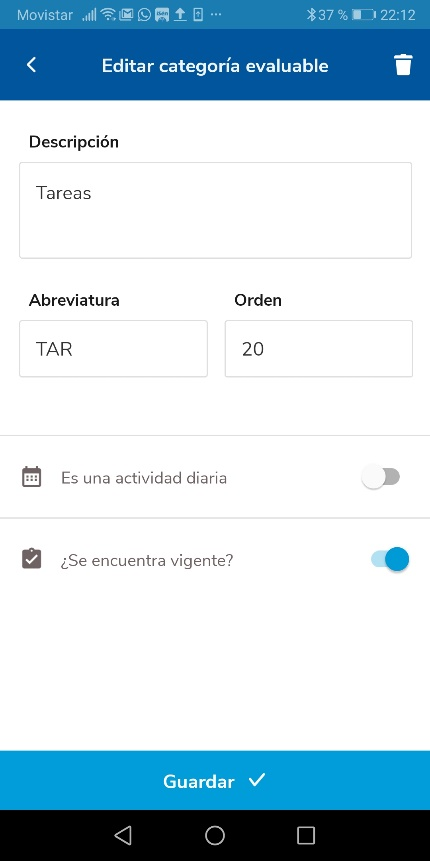 Movistar 37 % 22:12
Editar categoría evaluable
Descripción
Tareas
Abreviatura Orden
TAR 20
Es una actividad diaria
¿Se encuentra vigente?
Guardar